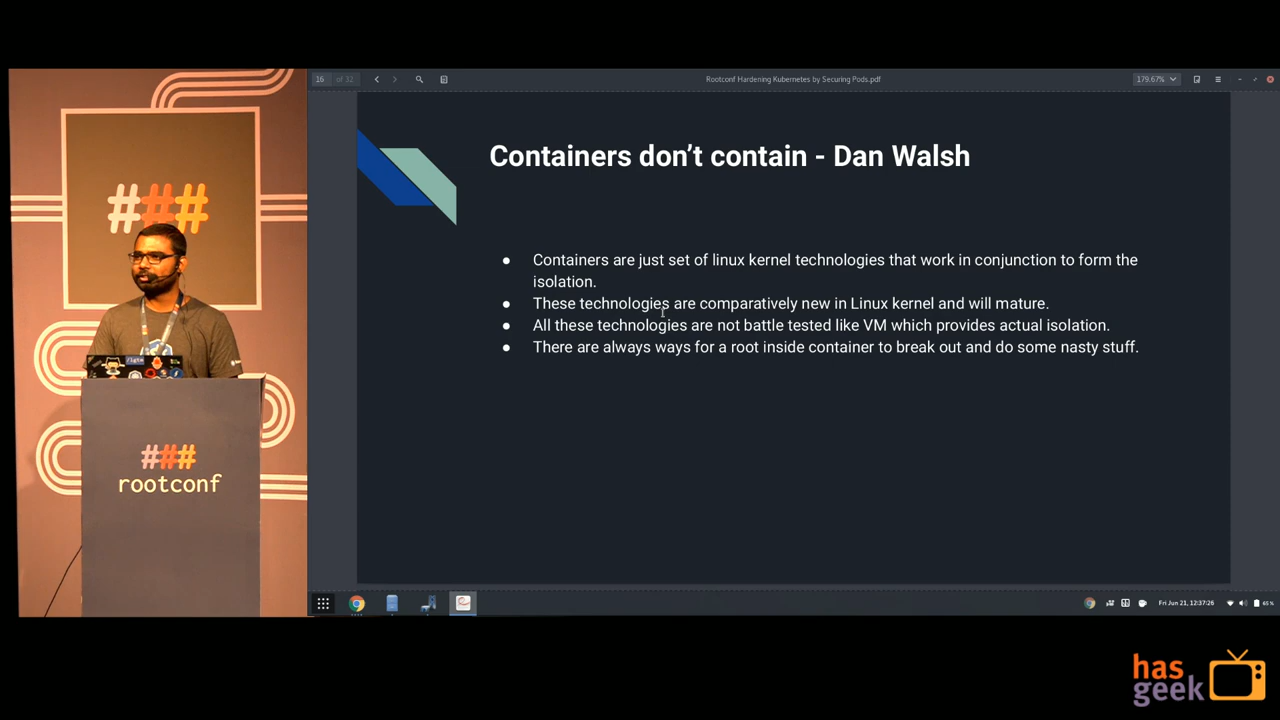 16 of 32
Rootconf Hardening Kubernetes by Securing Pods.pdf
179.67%
Containers don’t contain - Dan Walsh
● Containers are just set of linux kernel technologies that work in conjunction to form the
isolation.
● These technologies are comparatively new in Linux kernel and will mature.
● All these technologies are not battle tested like VM which provides actual isolation.
● There are always ways for a root inside container to break out and do some nasty stuff.
###
###
rootconf
Fri Jun 21, 12:37:26
65 %
has
geek